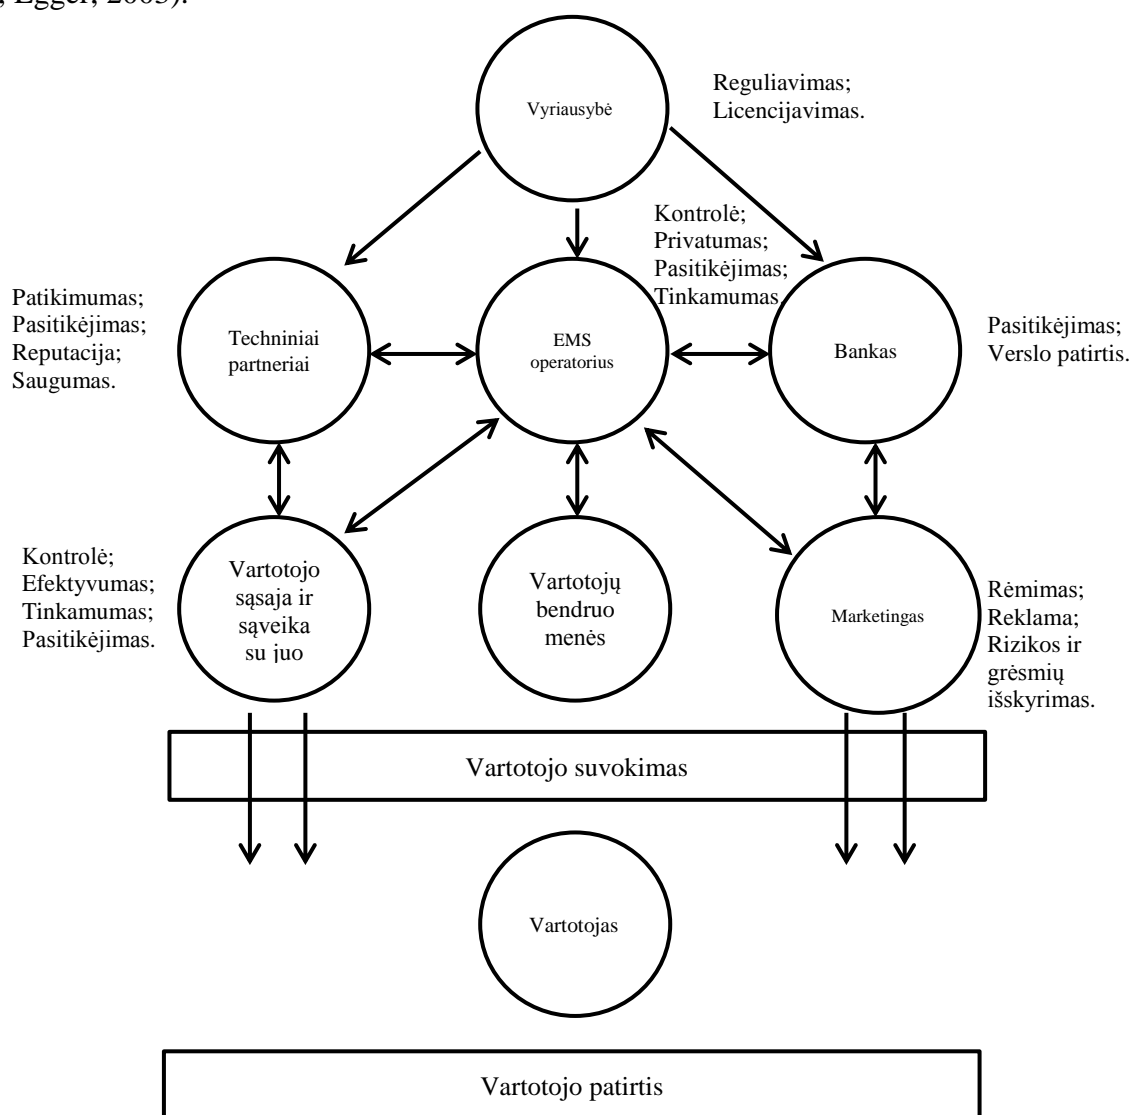 ; Egger, 2003).
Vyriausybė
Reguliavimas;
Licencijavimas.
Kontrolė;
Privatumas;
Pasitikėjimas;
Tinkamumas.
Patikimumas;
Pasitikėjimas;
Reputacija;
Saugumas.
Techniniai
partneriai
EMS
operatorius
Bankas
Pasitikėjimas;
Verslo patirtis.
Kontrolė;
Efektyvumas;
Tinkamumas;
Pasitikėjimas.
Vartotojo
sąsaja ir
sąveika
su juo
Vartotojų
bendruo
menės
Marketingas
Rėmimas;
Reklama;
Rizikos ir
grėsmių
išskyrimas.
Vartotojo suvokimas
Vartotojas
Vartotojo patirtis